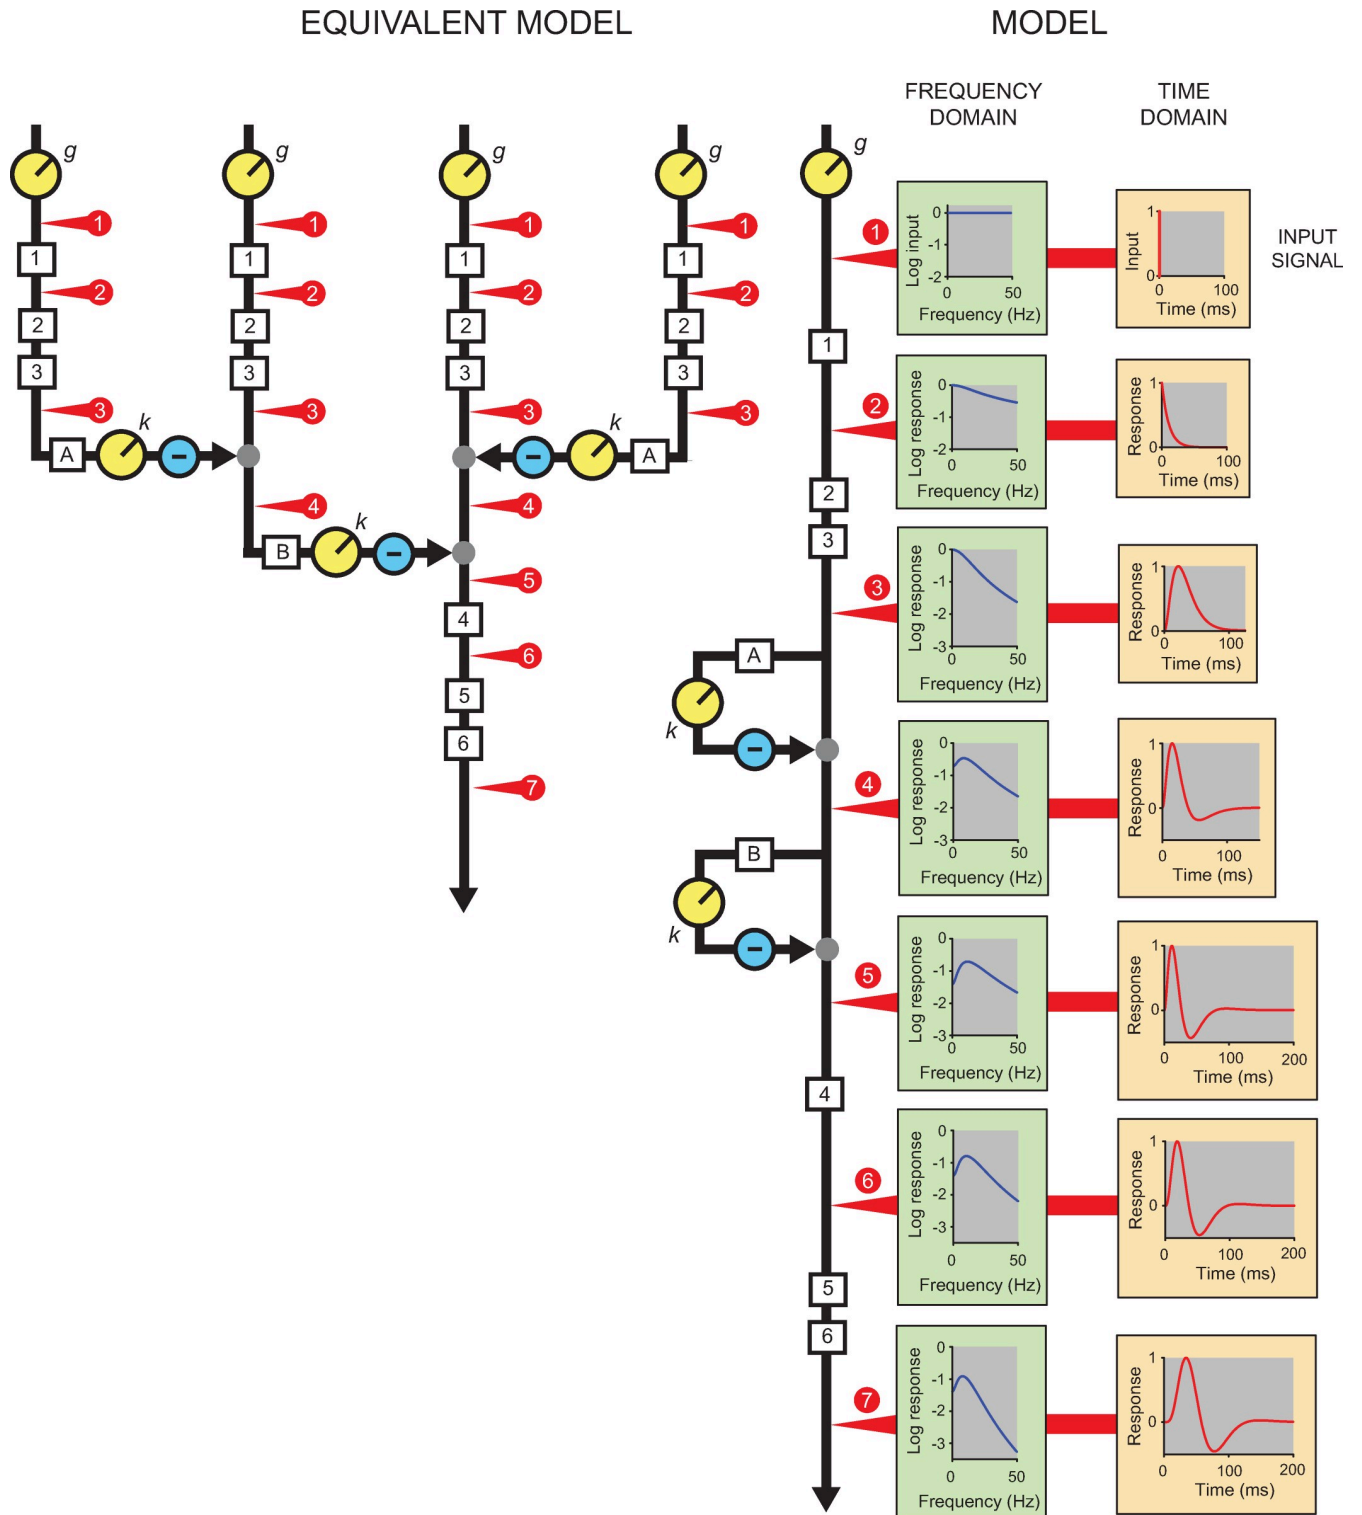 EQUIVALENT MODEL
MODEL
FREQUENCY
DOMAIN
TIME
DOMAIN
g g g g g
1 1 1 1
1 1 1 1
2 2 2 2
2 2 2 2
3 3 3 3
3 3 3 3
A k −
− k A
4 4
B k −
5
4
6
5
6
7
1
Log input
0
-1
-2
0 50
Frequency (Hz)
Input
1
0
0 100
Time (ms)
INPUT
SIGNAL
1
2
Log response
0
-1
-2
0 50
Frequency (Hz)
Response
1
0
0 100
Time (ms)
2
3
3
Log response
0
-1
-2
-3
0 50
Frequency (Hz)
Response
1
0
0 100
Time (ms)
A
k
−
4
Log response
0
-1
-2
-3
0 50
Frequency (Hz)
Response
1
0
0 100
Time (ms)
B
k
−
5
Log response
0
-1
-2
-3
0 50
Frequency (Hz)
Response
1
0
0 100 200
Time (ms)
4
6
Log response
0
-1
-2
-3
0 50
Frequency (Hz)
Response
1
0
0 100 200
Time (ms)
5
6
7
Log response
0
-1
-2
-3
0 50
Frequency (Hz)
Response
1
0
0 100 200
Time (ms)